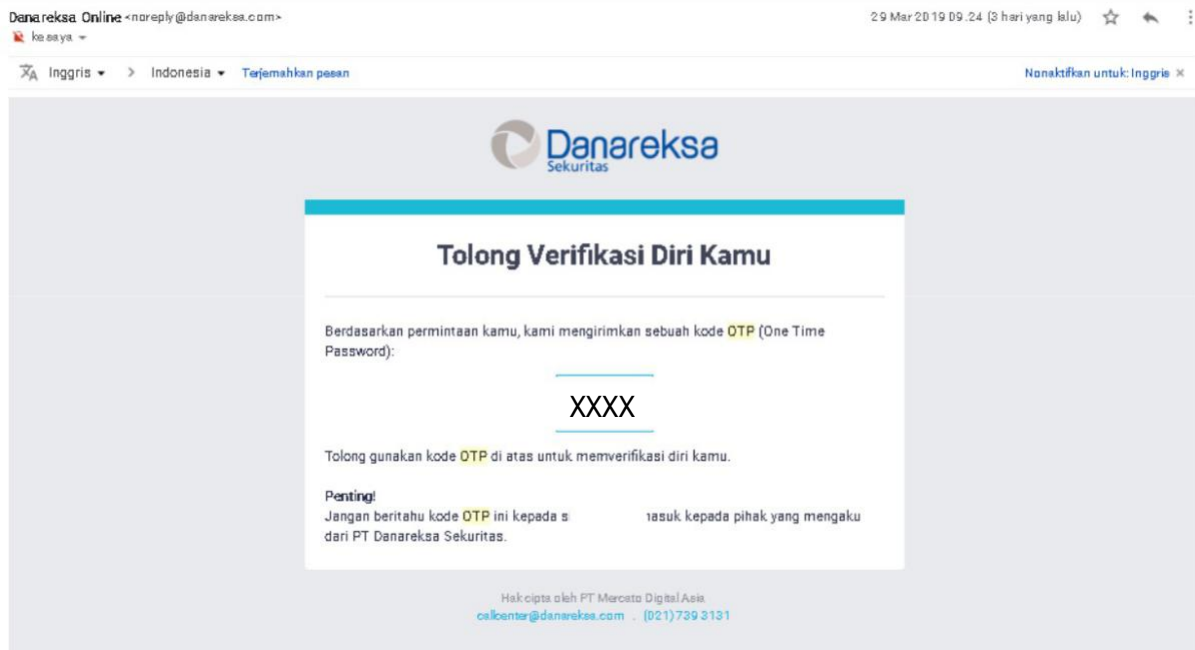 Danareksa Online <noreply@danareksa.com>
29 Mar 2019 09.24 (3 hari yang lalu)
ke saya
Inggris > Indonesia Terjemahkan pesan
Nonaktifkan untuk: Inggris ×
Danareksa
Sekuritas
Tolong Verifikasi Diri Kamu
Berdasarkan permintaan kamu, kami mengirimkan sebuah kode OTP (One Time
Password):
XXXX
Tolong gunakan kode OTP di atas untuk memverifikasi diri kamu.
Penting!
Jangan beritahu kode OTP ini kepada kepada pihak yang mengaku
dari PT Danareksa Sekuritas.
Hak cipta oleh PT Mercato Digital Asia
callcenter@danareksa.com . (021) 739 3131